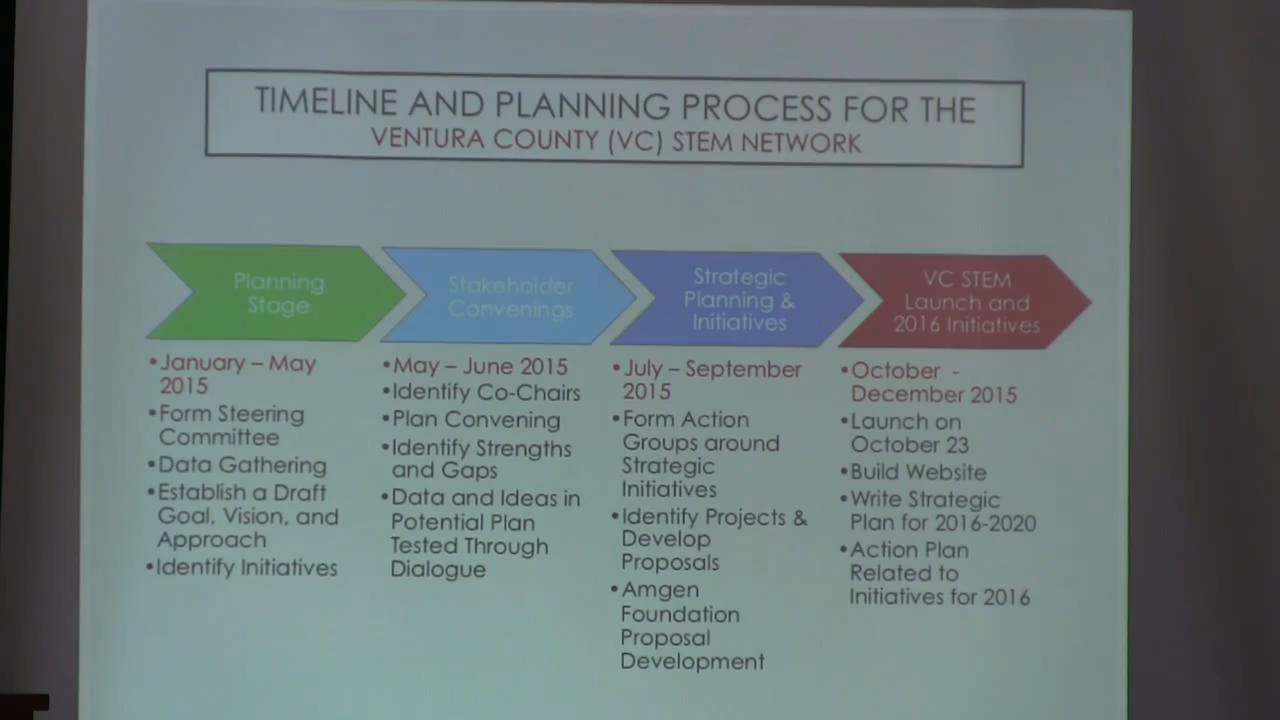 TIMELINE AND PLANNING PROCESS FOR THE
VENTURA COUNTY (VC) STEM NETWORK
Planning
Stage
•January – May
2015
•Form Steering
Committee
•Data Gathering
•Establish a Draft
Goal, Vision, and
Approach
•Identify Initiatives
Stakeholder
Convenings
•May – June 2015
•Identify Co-Chairs
•Plan Convening
•Identify Strengths
and Gaps
•Data and Ideas in
Potential Plan
Tested Through
Dialogue
Strategic
Planning &
Initiatives
•July – September
2015
•Form Action
Groups around
Strategic
Initiatives
•Identify Projects &
Develop
Proposals
•Amgen
Foundation
Proposal
Development
VC STEM
Launch and
2016 Initiatives
•October -
December 2015
•Launch on
October 23
•Build Website
•Write Strategic
Plan for 2016-2020
•Action Plan
Related to
Initiatives for 2016